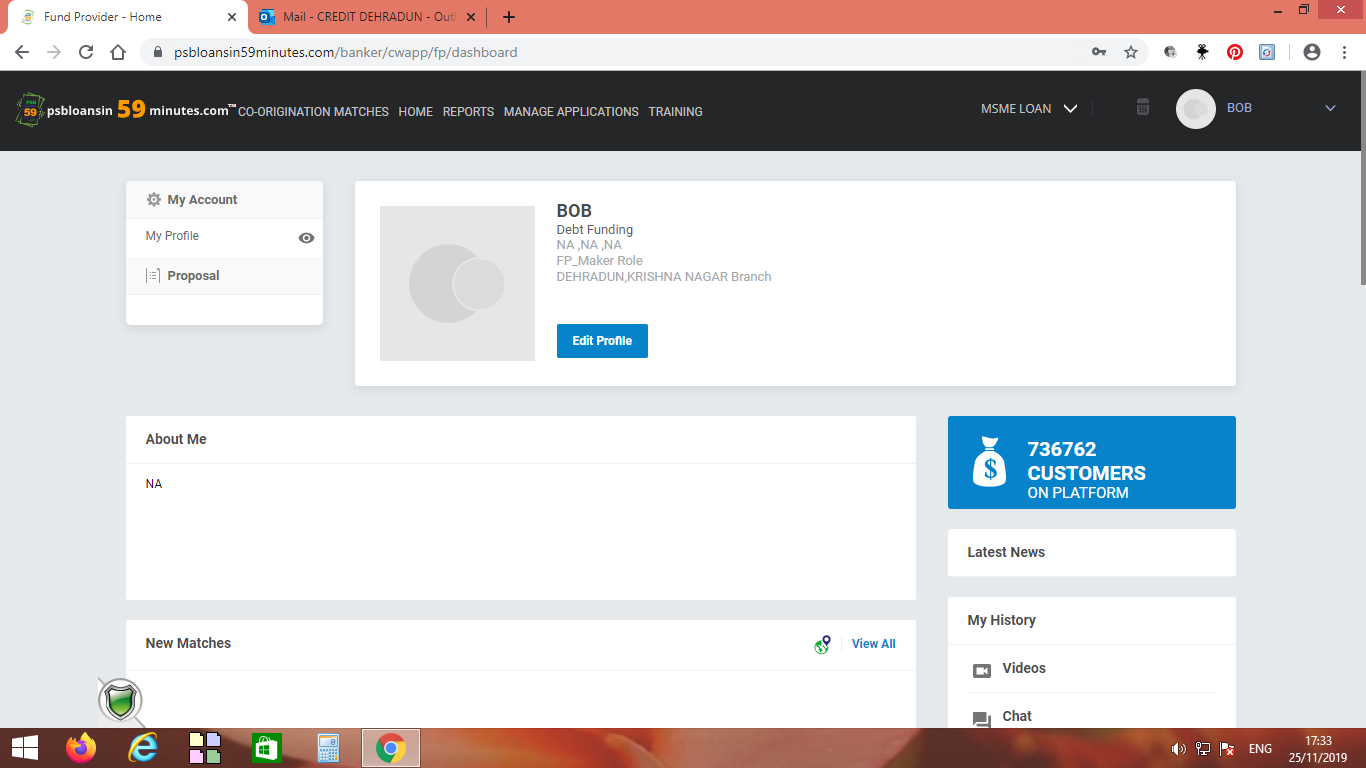 Fund Provider - Home
Mail - CREDIT DEHRADUN - Outl
psbloansin59minutes.com/banker/cwapp/fp/dashboard
PSB
59
psbloansin 59 minutes.com™
CO-ORIGINATION MATCHES HOME REPORTS MANAGE APPLICATIONS TRAINING
MSME LOAN
BOB
My Account
My Profile
Proposal
BOB
Debt Funding
NA ,NA ,NA
FP_Maker Role
DEHRADUN,KRISHNA NAGAR Branch
Edit Profile
About Me
NA
$
736762
CUSTOMERS
ON PLATFORM
Latest News
New Matches
View All
My History
Videos
Chat
ENG
17:33
25/11/2019